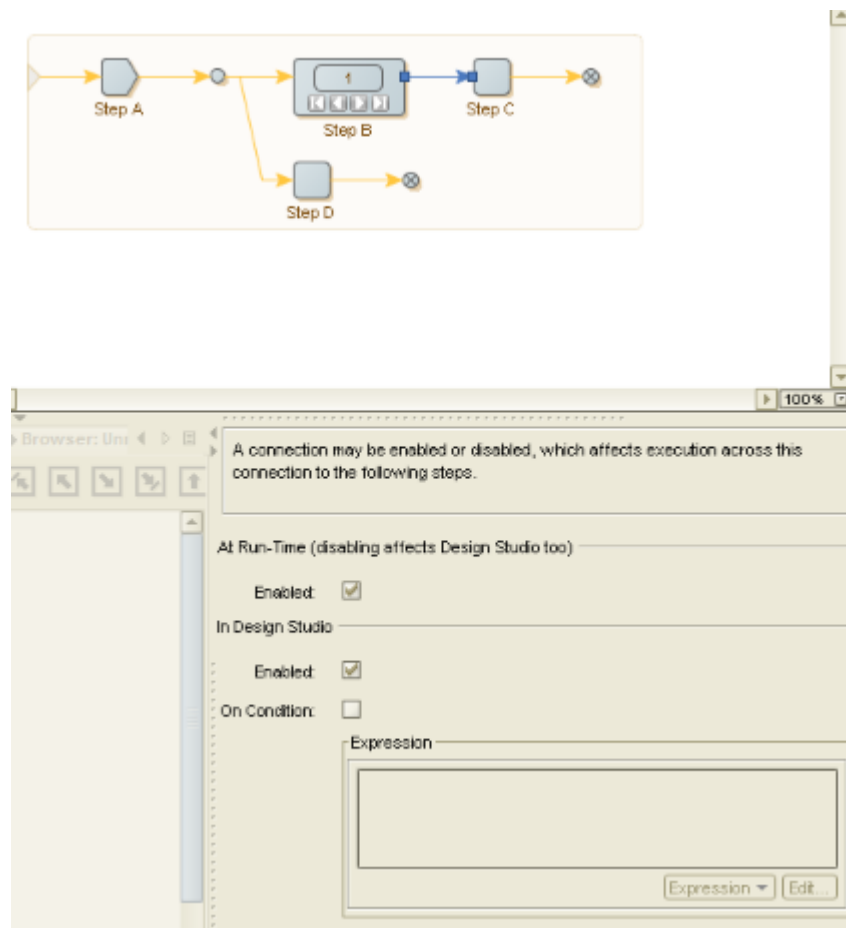 Step A
1
Step B
Step C
Step D
100%
Browser: Un
A connection may be enabled or disabled, which affects execution across this
connection to the following steps.
At Run-Time (disabling affects Design Studio too)
Enabled:
In Design Studio
Enabled:
On Condition:
Expression
Expression
Edit...